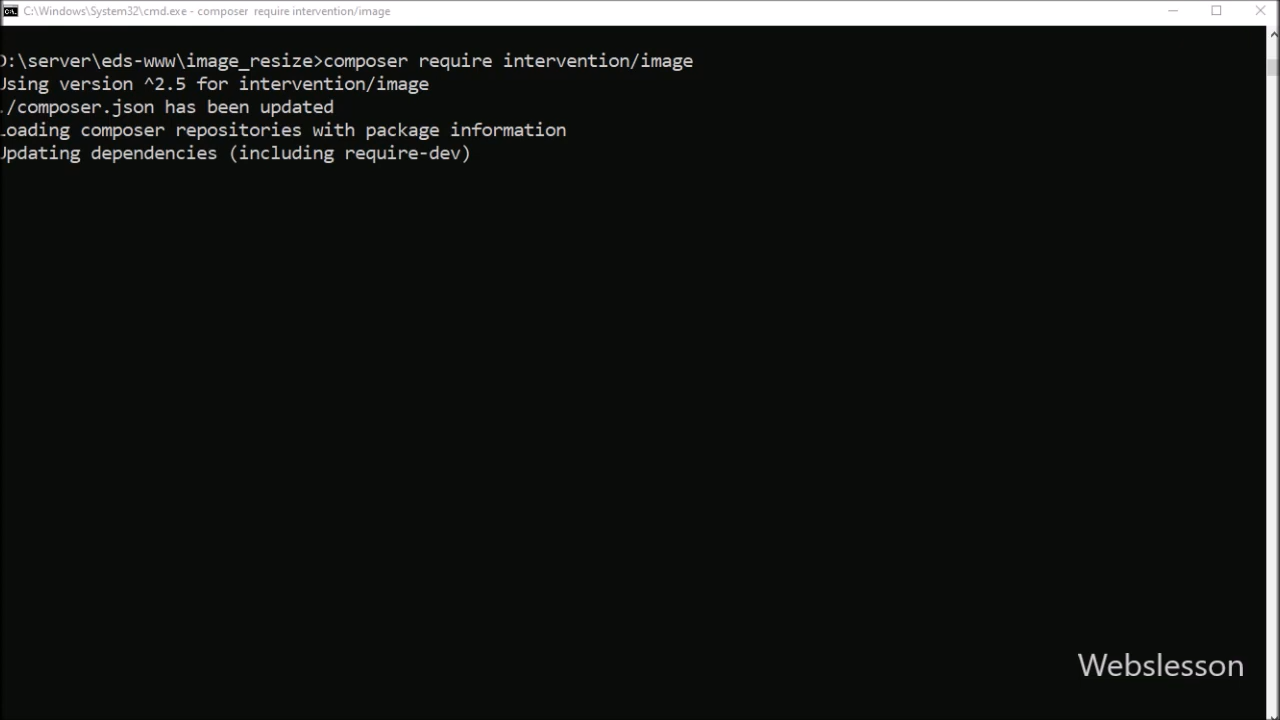 C:\Windows\System32\cmd.exe - composer require intervention/image
D:\server\eds-www\image_resize>composer require intervention/image
Using version ^2.5 for intervention/image
./composer.json has been updated
Loading composer repositories with package information
Updating dependencies (including require-dev)
Webslesson